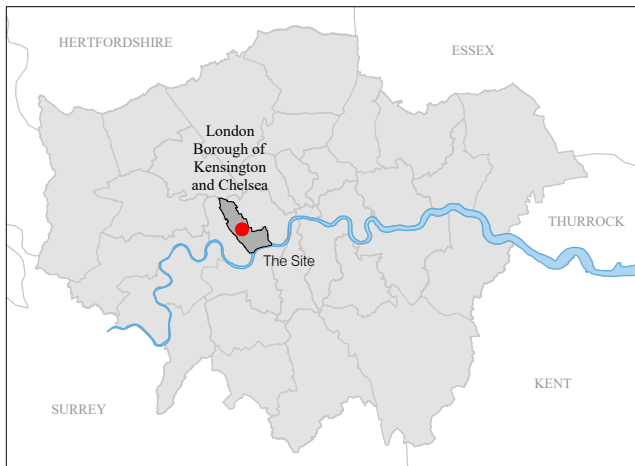 HERTFORDSHIRE
ESSEX
London
Borough of
Kensington
and Chelsea
THURROCK
The Site
KENT
SURREY